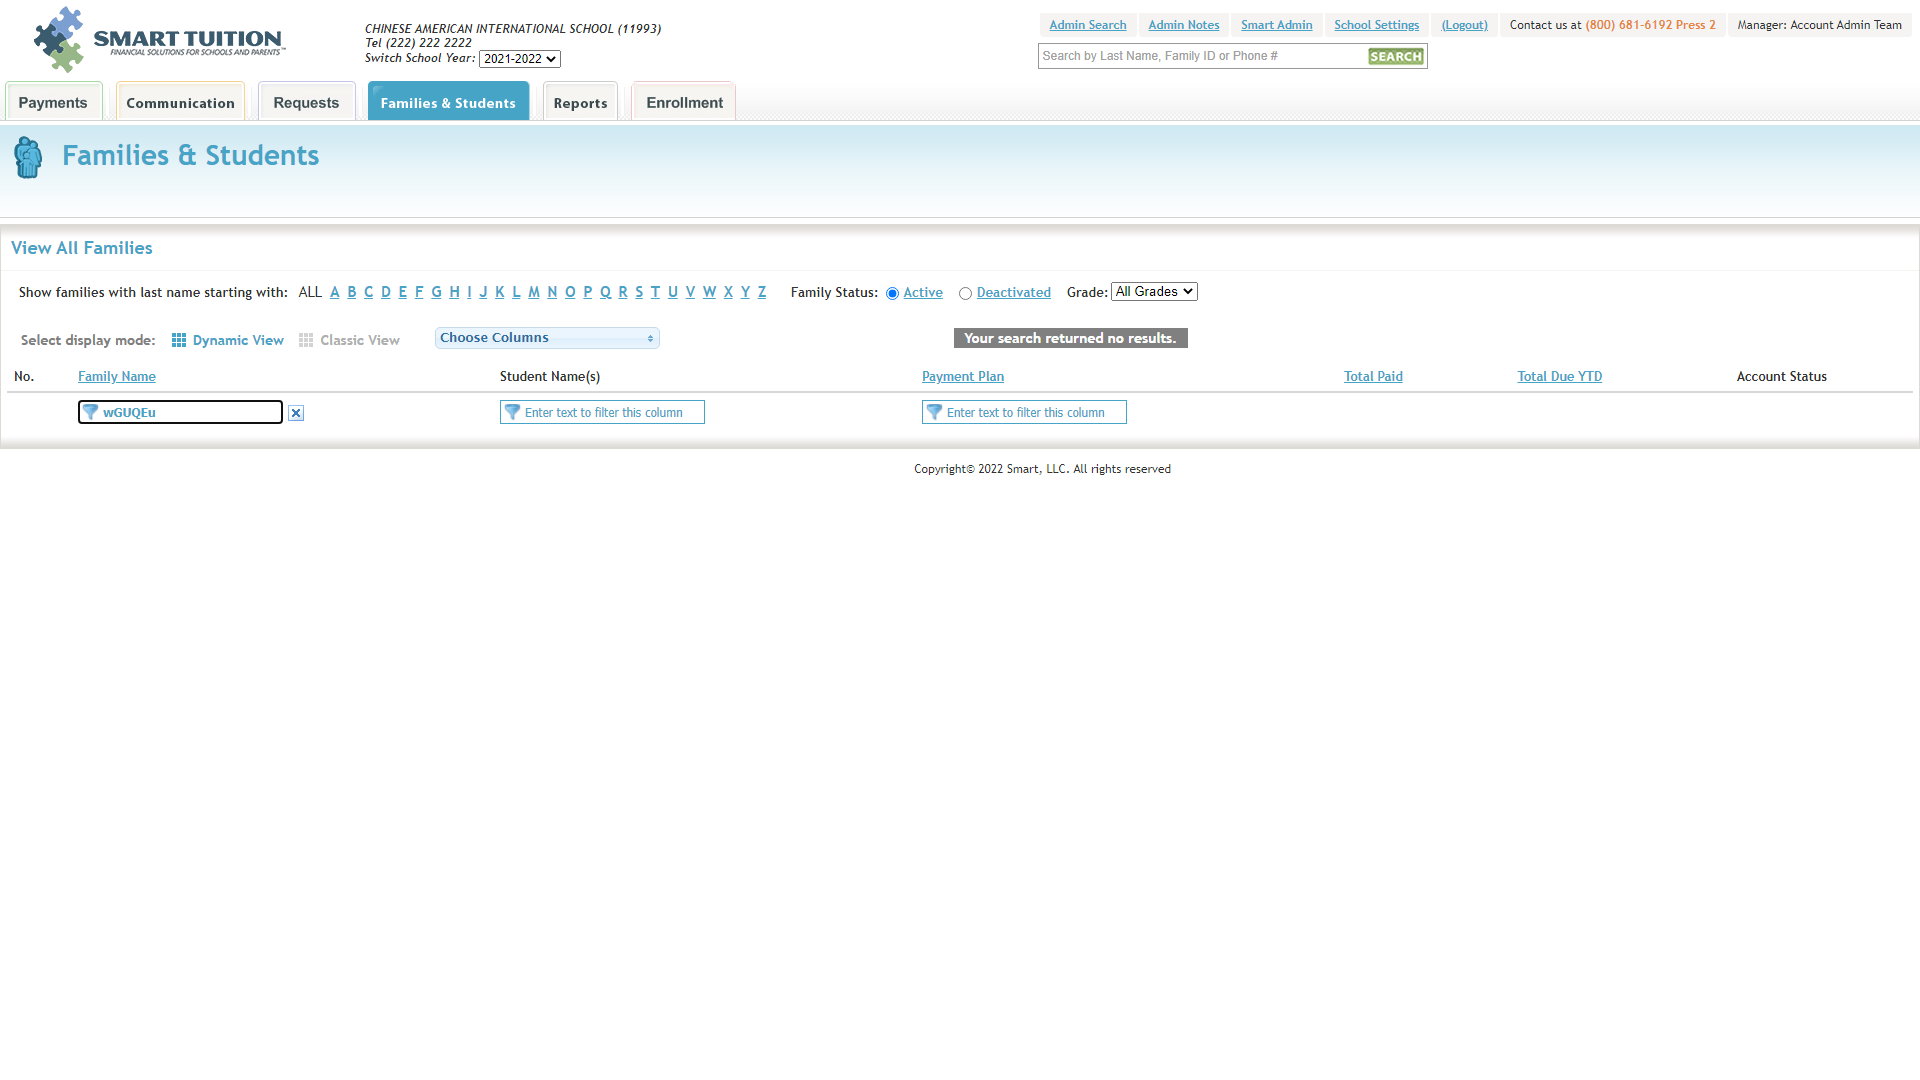 SMART TUITION
FINANCIAL SOLUTIONS FOR SCHOOLS AND PARENTS
CHINESE AMERICAN INTERNATIONAL SCHOOL (11993)
Tel (222) 222 2222
Switch School Year: 2021-2022
Admin Search Admin Notes Smart Admin School Settings (Logout) Contact us at (800) 681-6192 Press 2 Manager: Account Admin Team
Search by Last Name, Family ID or Phone # SEARCH
Payments Communication Requests Families & Students Reports Enrollment
Families & Students
View All Families
Show families with last name starting with: ALL A B C D E F G H I J K L M N O P Q R S T U V W X Y Z Family Status: Active Deactivated Grade: All Grades
Select display mode: Dynamic View Classic View Choose Columns Your search returned no results.
No. Family Name Student Name(s) Payment Plan Total Paid Total Due YTD Account Status
wGUQEu Enter text to filter this column Enter text to filter this column
Copyright© 2022 Smart, LLC. All rights reserved